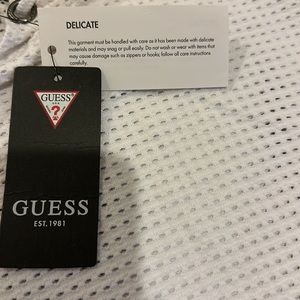 DELICATE
This garment must be handled with care as it has been made with delicate
materials and may snag or pull easily. Do not wash or wear with items that
may cause damage such as zippers or hooks; follow all care instructions
carefully.
GUESS
?
GUESS
EST. 1981